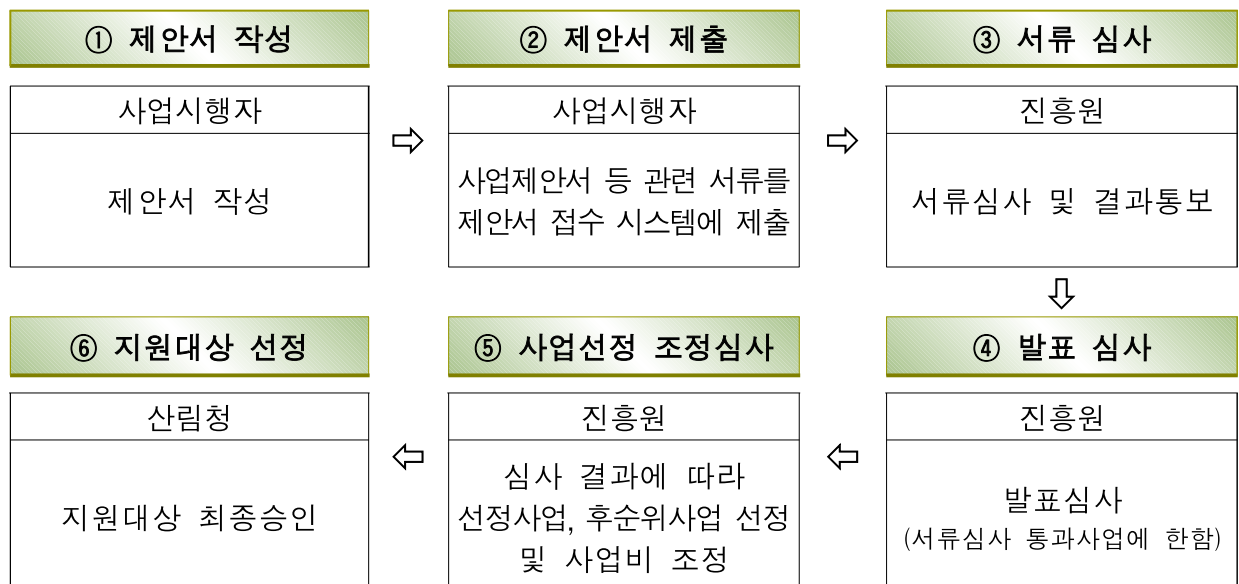 ① 제안서 작성
사업시행자
제안서 작성
② 제안서 제출
사업시행자
사업제안서 등 관련 서류를
제안서 접수 시스템에 제출
③ 서류 심사
진흥원
서류심사 및 결과통보
④ 발표 심사
진흥원
발표심사
(서류심사 통과사업에 한함)
⑤ 사업선정 조정심사
진흥원
심사 결과에 따라
선정사업, 후순위사업 선정
및 사업비 조정
⑥ 지원대상 선정
산림청
지원대상 최종승인